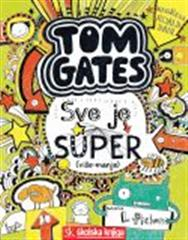 TOM
GATES
Sve je
SUPER
(više-manje)
L. Pichon
školska knjiga